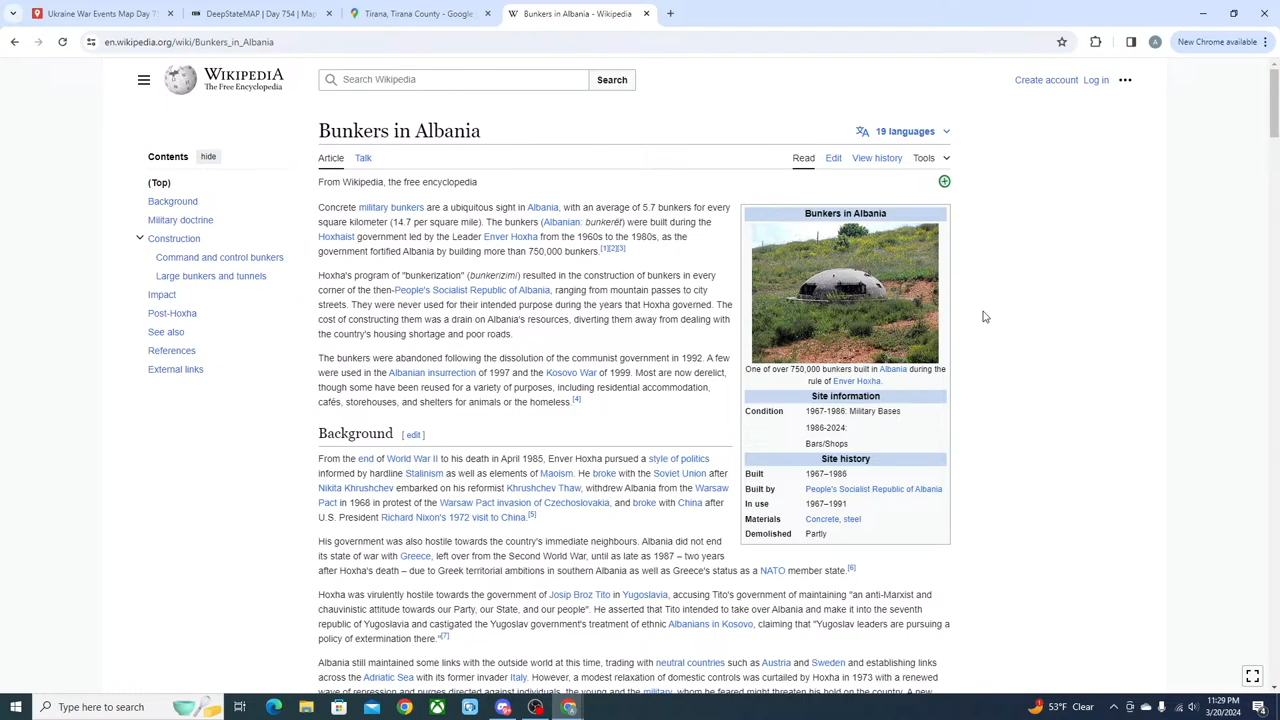 Ukraine War Events Map Day 7
DeepStateMAP | Day 754 | Map
Tirana, Tirana County - Google
Bunkers in Albania - Wikipedia
en.wikipedia.org/wiki/Bunkers_in_Albania
A
New Chrome available
WIKIPEDIA
The Free Encyclopedia
Search Wikipedia
Search
Create account Log in
Bunkers in Albania
19 languages
Contents hide
Article Talk
Read Edit View history Tools
(Top)
From Wikipedia, the free encyclopedia
Background
Military doctrine
Construction
Command and control bunkers
Large bunkers and tunnels
Impact
Post-Hoxha
See also
References
External links
Concrete military bunkers are a ubiquitous sight in Albania, with an average of 5.7 bunkers for every
square kilometer (14.7 per square mile). The bunkers (Albanian: bunkerët) were built during the
Hoxhaist government led by the Leader Enver Hoxha from the 1960s to the 1980s, as the
government fortified Albania by building more than 750,000 bunkers.[1][2][3]
Hoxha's program of "bunkerization" (bunkerizimi) resulted in the construction of bunkers in every
corner of the then-People's Socialist Republic of Albania, ranging from mountain passes to city
streets. They were never used for their intended purpose during the years that Hoxha governed. The
cost of constructing them was a drain on Albania's resources, diverting them away from dealing with
the country's housing shortage and poor roads.
The bunkers were abandoned following the dissolution of the communist government in 1992. A few
were used in the Albanian insurrection of 1997 and the Kosovo War of 1999. Most are now derelict,
though some have been reused for a variety of purposes, including residential accommodation,
cafés, storehouses, and shelters for animals or the homeless.[4]
Bunkers in Albania
One of over 750,000 bunkers built in Albania during the
rule of Enver Hoxha.
Site information
Condition 1967-1986: Military Bases
1986-2024:
Bars/Shops
Site history
Built 1967–1986
Built by People's Socialist Republic of Albania
In use 1967–1991
Materials Concrete, steel
Demolished Partly
Background [ edit ]
From the end of World War II to his death in April 1985, Enver Hoxha pursued a style of politics
informed by hardline Stalinism as well as elements of Maoism. He broke with the Soviet Union after
Nikita Khrushchev embarked on his reformist Khrushchev Thaw, withdrew Albania from the Warsaw
Pact in 1968 in protest of the Warsaw Pact invasion of Czechoslovakia, and broke with China after
U.S. President Richard Nixon's 1972 visit to China.[5]
His government was also hostile towards the country's immediate neighbours. Albania did not end
its state of war with Greece, left over from the Second World War, until as late as 1987 – two years
after Hoxha's death – due to Greek territorial ambitions in southern Albania as well as Greece's status as a NATO member state.[6]
Hoxha was virulently hostile towards the government of Josip Broz Tito in Yugoslavia, accusing Tito's government of maintaining "an anti-Marxist and
chauvinistic attitude towards our Party, our State, and our people". He asserted that Tito intended to take over Albania and make it into the seventh
republic of Yugoslavia and castigated the Yugoslav government's treatment of ethnic Albanians in Kosovo, claiming that "Yugoslav leaders are pursuing a
policy of extermination there."[7]
Albania still maintained some links with the outside world at this time, trading with neutral countries such as Austria and Sweden and establishing links
across the Adriatic Sea with its former invader Italy. However, a modest relaxation of domestic controls was curtailed by Hoxha in 1973 with a renewed
wave of repression and purges directed against individuals, the young and the military, whom he feared might threaten his hold on the country. A new
Type here to search
53°F Clear
11:29 PM
3/20/2024